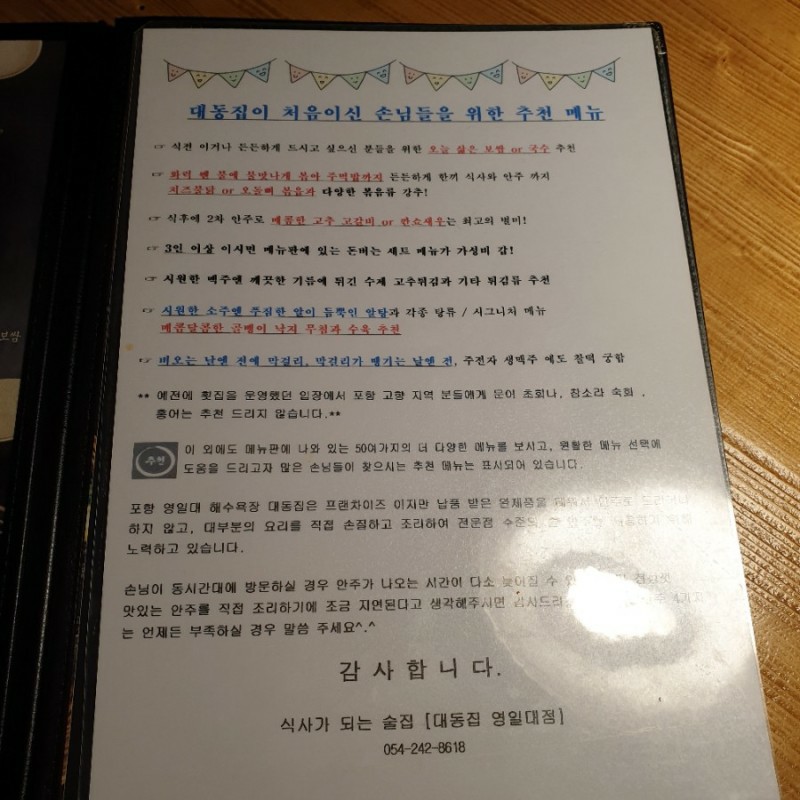 대동집이 처음이신 손님들을 위한 추천 메뉴
☞ 식전 이거나 든든하게 드시고 싶으신 분들을 위한 오늘 삶은 보쌈 or 국수 추천
☞ 화력 쎈 불에 불맛나게 볶아 주먹밥까지 든든하게 한끼 식사와 안주 까지
치즈불닭 or 오돌뼈 볶음과 다양한 볶음류 강추!
☞ 식후에 2차 안주로 매콤한 고추 고갈비 or 깐쇼새우는 최고의 별미!
☞ 3인 이상 이시면 메뉴판에 있는 돈버는 세트 메뉴가 가성비 갑!
☞ 시원한 맥주엔 깨끗한 기름에 튀긴 수제 고추튀김과 기타 튀김류 추천
☞ 시원한 소주엔 푸짐한 알이 듬뿍인 알탕과 각종 탕류 / 시그니처 메뉴
매콤달콤한 골뱅이 낙지 무침과 수육 추천
☞ 비오는 날엔 전에 막걸리, 막걸리가 땡기는 날엔 전, 주전자 생맥주 에도 찰떡 궁합
** 예전에 횟집을 운영했던 입장에서 포항 고향 지역 분들에게 문어 초회나, 참소라 숙회 ,
홍어는 추천 드리지 않습니다.**
추천
이 외에도 메뉴판에 나와 있는 50여가지의 더 다양한 메뉴를 보시고, 원활한 메뉴 선택에
도움을 드리고자 많은 손님들이 찾으시는 추천 메뉴는 표시되어 있습니다.
포항 영일대 해수욕장 대동집은 프랜차이즈 이지만 납품 받은 완제품을
하지 않고, 대부분의 요리를 직접 손질하고 조리하여 전문점 수준의
노력하고 있습니다.
손님이 동시간대에 방문하실 경우 안주가 나오는 시간이 다소 늦어질 수
맛있는 안주를 직접 조리하기에 조금 지연된다고 생각해주시면
는 언제든 부족하실 경우 말씀 주세요^.^
감 사 합 니 다.
식사가 되는 술집 [대동집 영일대점]
054-242-8618